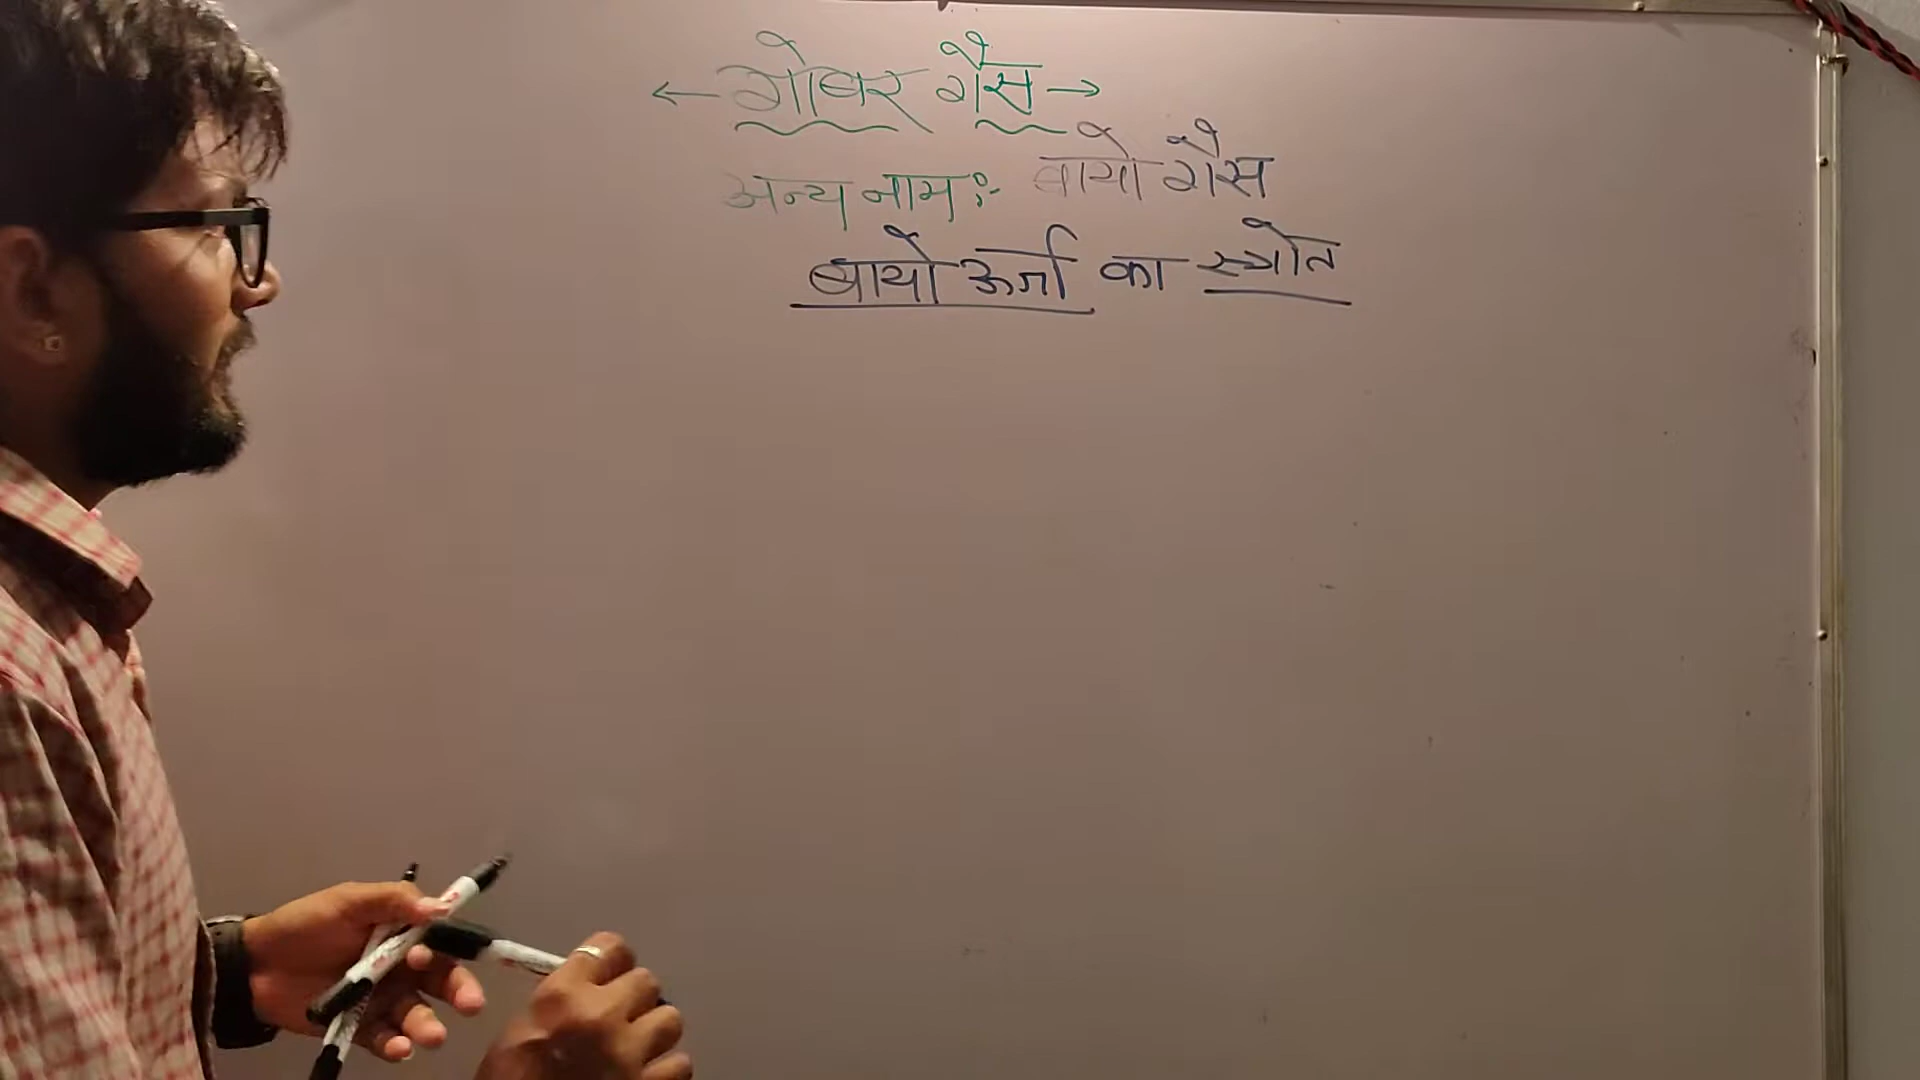 ← गोबर गैस →
अन्य नाम :- बायो गैस
बायो ऊर्जा का स्त्रोत